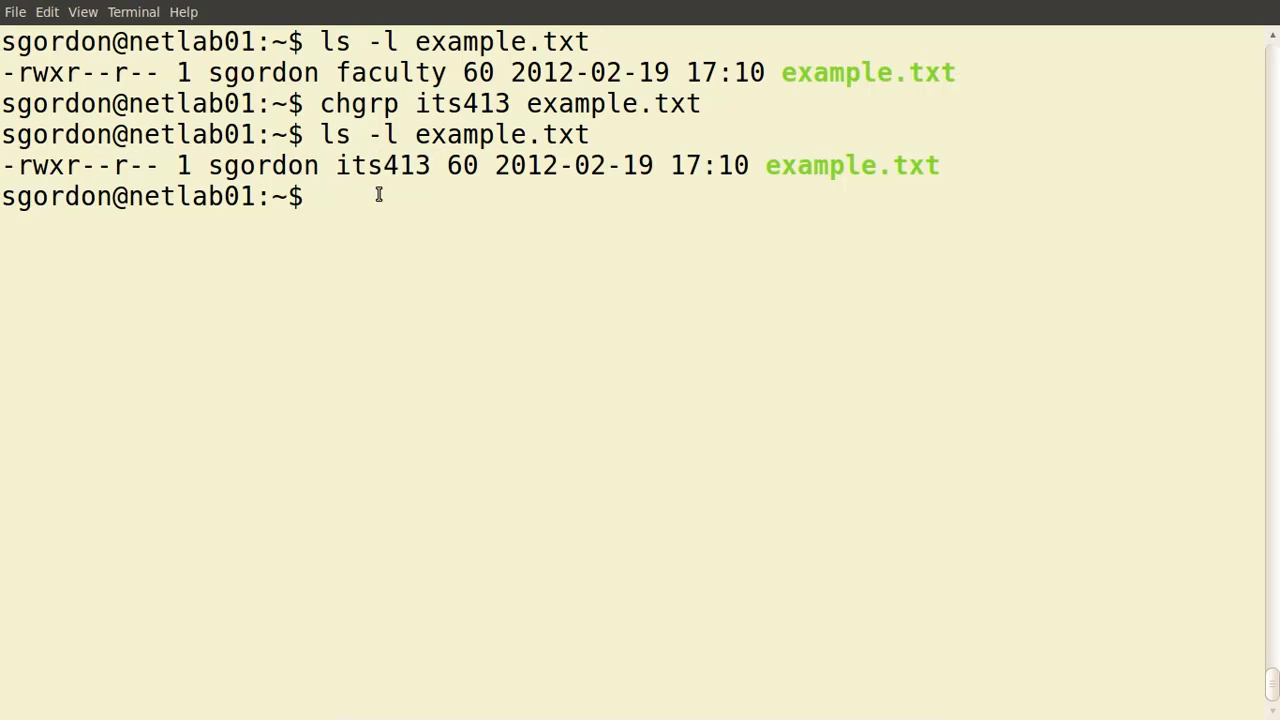 File Edit View Terminal Help
sgordon@netlab01:~$ ls -l example.txt
-rwxr--r-- 1 sgordon faculty 60 2012-02-19 17:10 example.txt
sgordon@netlab01:~$ chgrp its413 example.txt
sgordon@netlab01:~$ ls -l example.txt
-rwxr--r-- 1 sgordon its413 60 2012-02-19 17:10 example.txt
sgordon@netlab01:~$